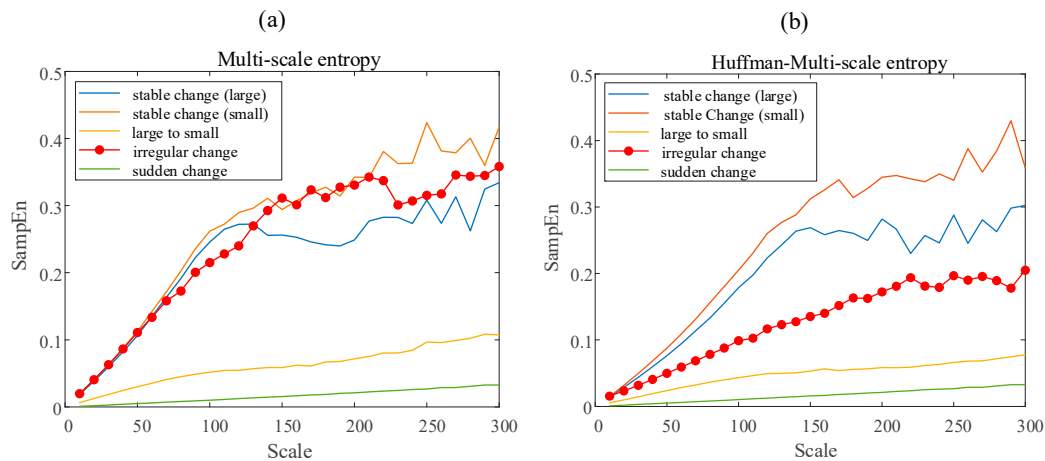 (a)
Multi-scale entropy
0.5
0.4
0.3
0.2
0.1
0
SampEn
stable change (large)
stable change (small)
large to small
irregular change
sudden change
0 50 100 150 200 250 300
Scale
(b)
Huffman-Multi-scale entropy
0.5
0.4
0.3
0.2
0.1
0
SampEn
stable change (large)
stable Change (small)
large to small
irregular change
sudden change
0 50 100 150 200 250 300
Scale